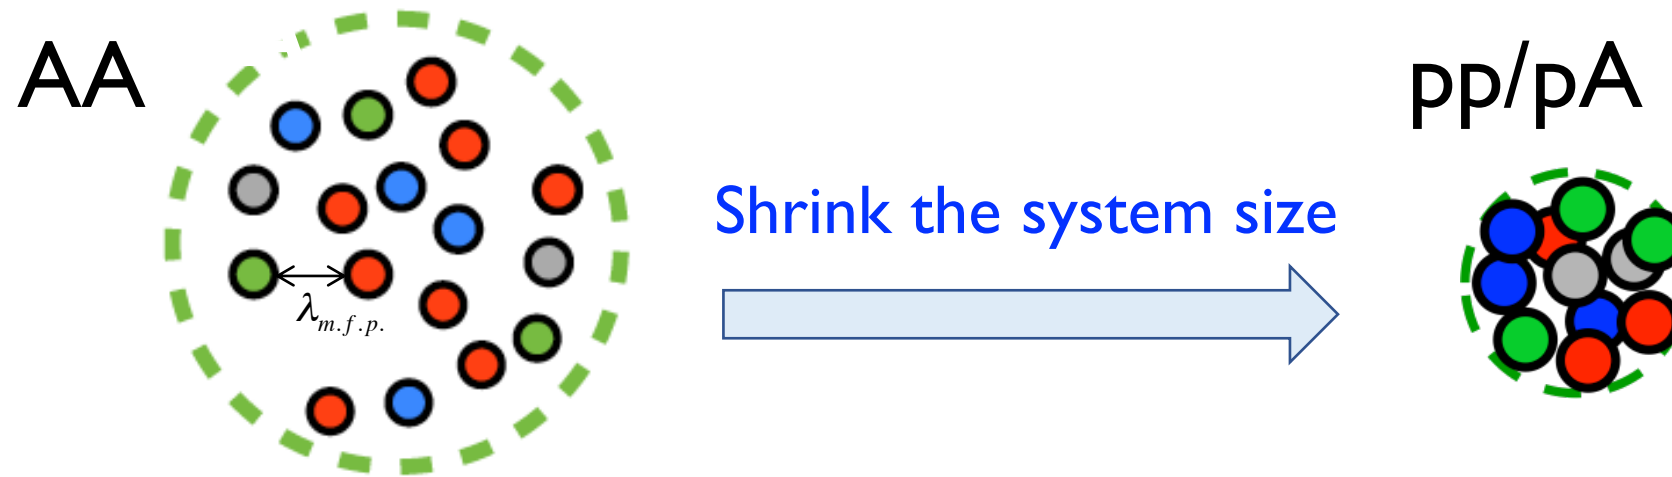 AA
pp/pA
Shrink the system size
λm.f.p.